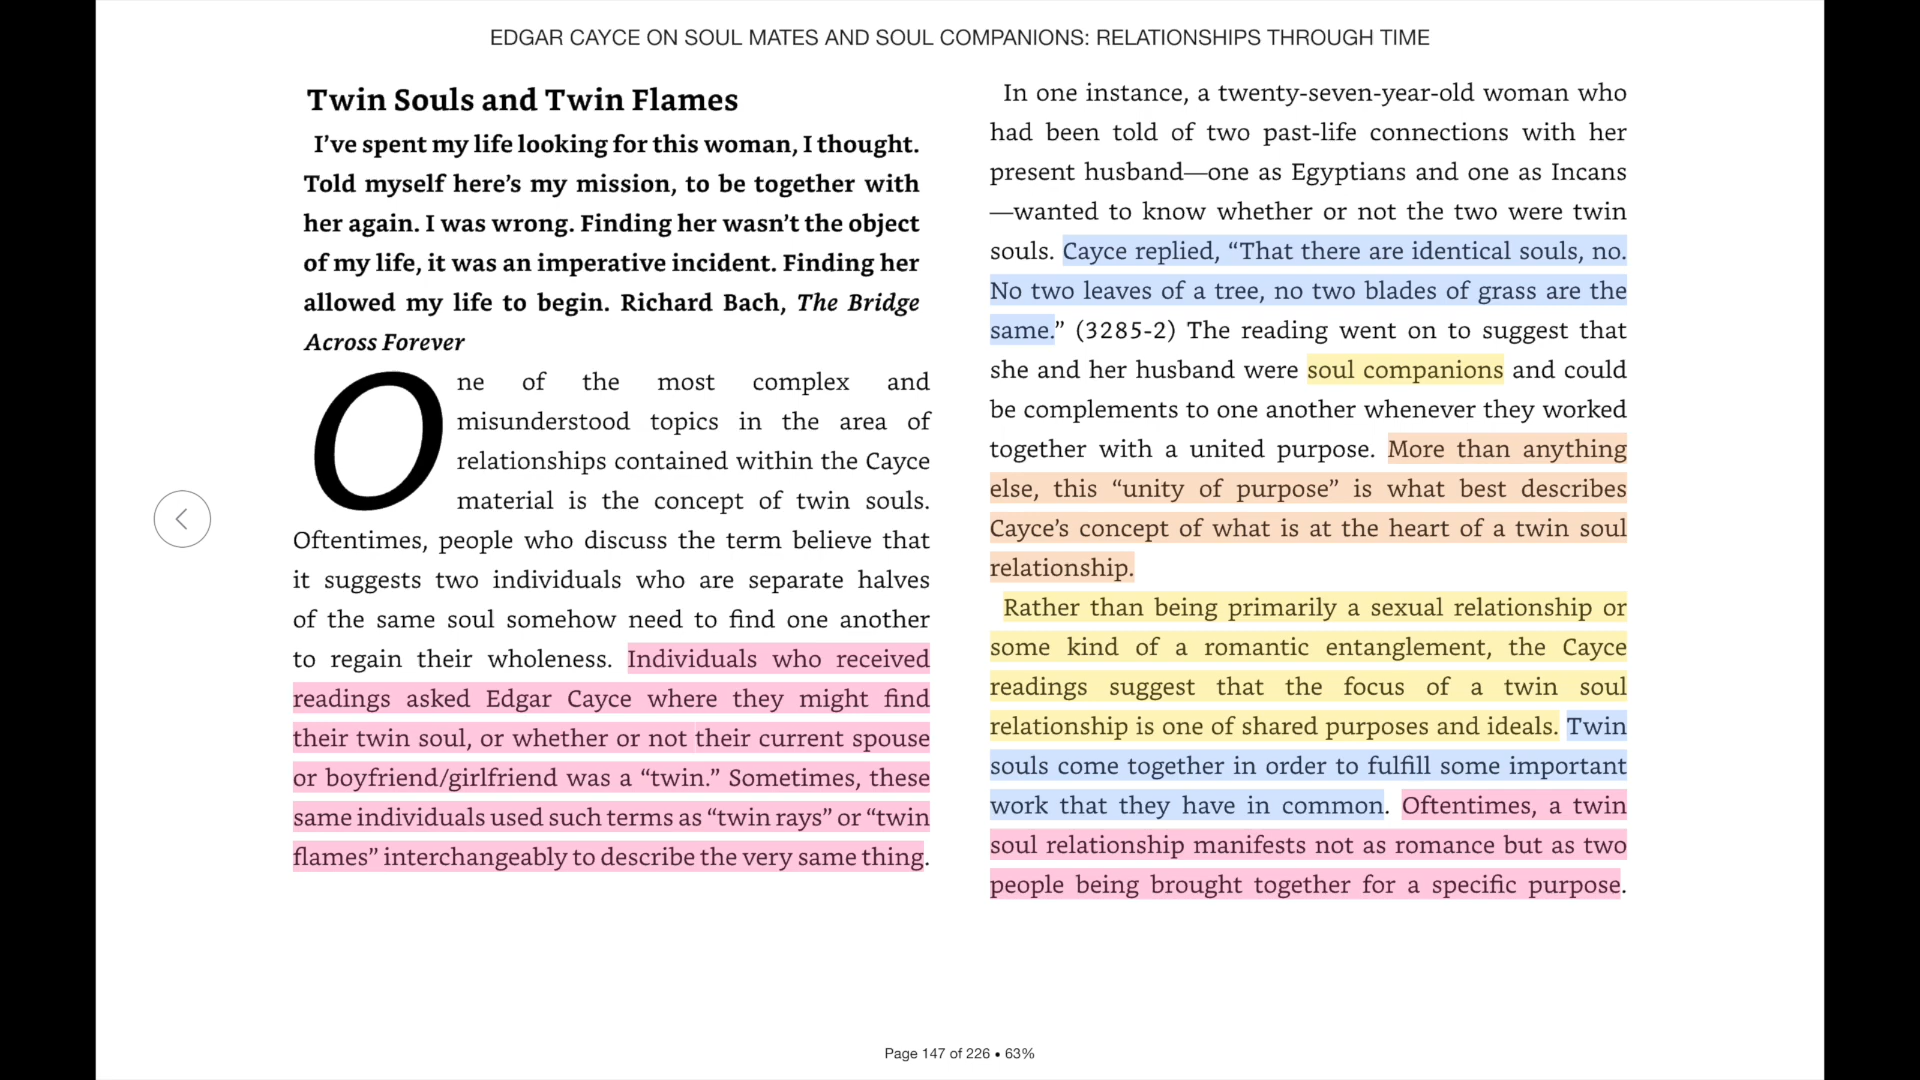 EDGAR CAYCE ON SOUL MATES AND SOUL COMPANIONS: RELATIONSHIPS THROUGH TIME
Twin Souls and Twin Flames
I’ve spent my life looking for this woman, I thought.
Told myself here’s my mission, to be together with
her again. I was wrong. Finding her wasn’t the object
of my life, it was an imperative incident. Finding her
allowed my life to begin. Richard Bach, The Bridge
Across Forever
One of the most complex and
misunderstood topics in the area of
relationships contained within the Cayce
material is the concept of twin souls.
Oftentimes, people who discuss the term believe that
it suggests two individuals who are separate halves
of the same soul somehow need to find one another
to regain their wholeness. Individuals who received
readings asked Edgar Cayce where they might find
their twin soul, or whether or not their current spouse
or boyfriend/girlfriend was a “twin.” Sometimes, these
same individuals used such terms as “twin rays” or “twin
flames” interchangeably to describe the very same thing.
In one instance, a twenty-seven-year-old woman who
had been told of two past-life connections with her
present husband—one as Egyptians and one as Incans
—wanted to know whether or not the two were twin
souls. Cayce replied, “That there are identical souls, no.
No two leaves of a tree, no two blades of grass are the
same.” (3285-2) The reading went on to suggest that
she and her husband were soul companions and could
be complements to one another whenever they worked
together with a united purpose. More than anything
else, this “unity of purpose” is what best describes
Cayce’s concept of what is at the heart of a twin soul
relationship.
Rather than being primarily a sexual relationship or
some kind of a romantic entanglement, the Cayce
readings suggest that the focus of a twin soul
relationship is one of shared purposes and ideals. Twin
souls come together in order to fulfill some important
work that they have in common. Oftentimes, a twin
soul relationship manifests not as romance but as two
people being brought together for a specific purpose.
Page 147 of 226 • 63%